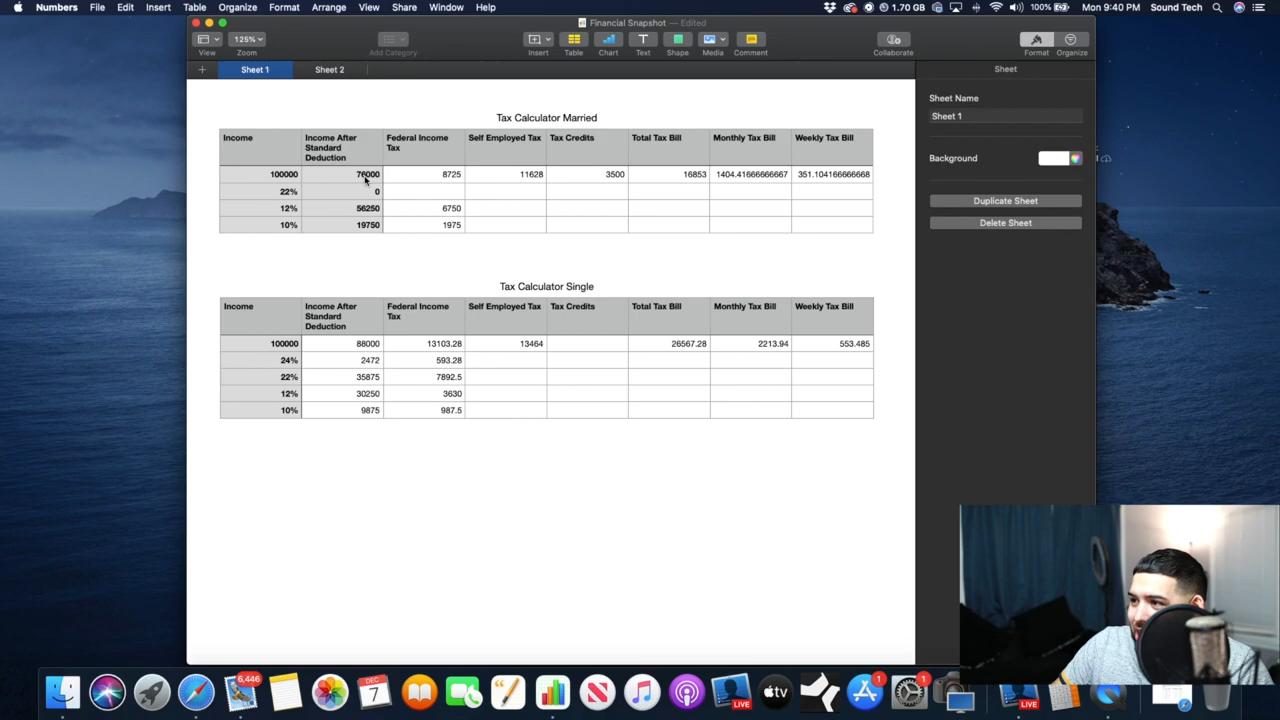 Numbers File Edit Insert Table Organize Format Arrange View Share Window Help 1.70 GB 100% Mon 9:40 PM Sound Tech
Financial Snapshot — Edited
125%
View Zoom Add Category Insert Table Chart Text Shape Media Comment Collaborate Format Organize
Sheet 1 Sheet 2 Sheet
Sheet Name
Sheet 1
Background
Duplicate Sheet
Delete Sheet
Tax Calculator Married
Income Income After Standard Deduction Federal Income Tax Self Employed Tax Tax Credits Total Tax Bill Monthly Tax Bill Weekly Tax Bill
100000 76000 8725 11628 3500 16853 1404.41666666667 351.104166666668
22% 0
12% 56250 6750
10% 19750 1975
Tax Calculator Single
Income Income After Standard Deduction Federal Income Tax Self Employed Tax Tax Credits Total Tax Bill Monthly Tax Bill Weekly Tax Bill
100000 88000 13103.28 13464 26567.28 2213.94 553.485
24% 2472 593.28
22% 35875 7892.5
12% 30250 3630
10% 9875 987.5
6,446
DEC
7
LIVE
tv
1
1
LIVE